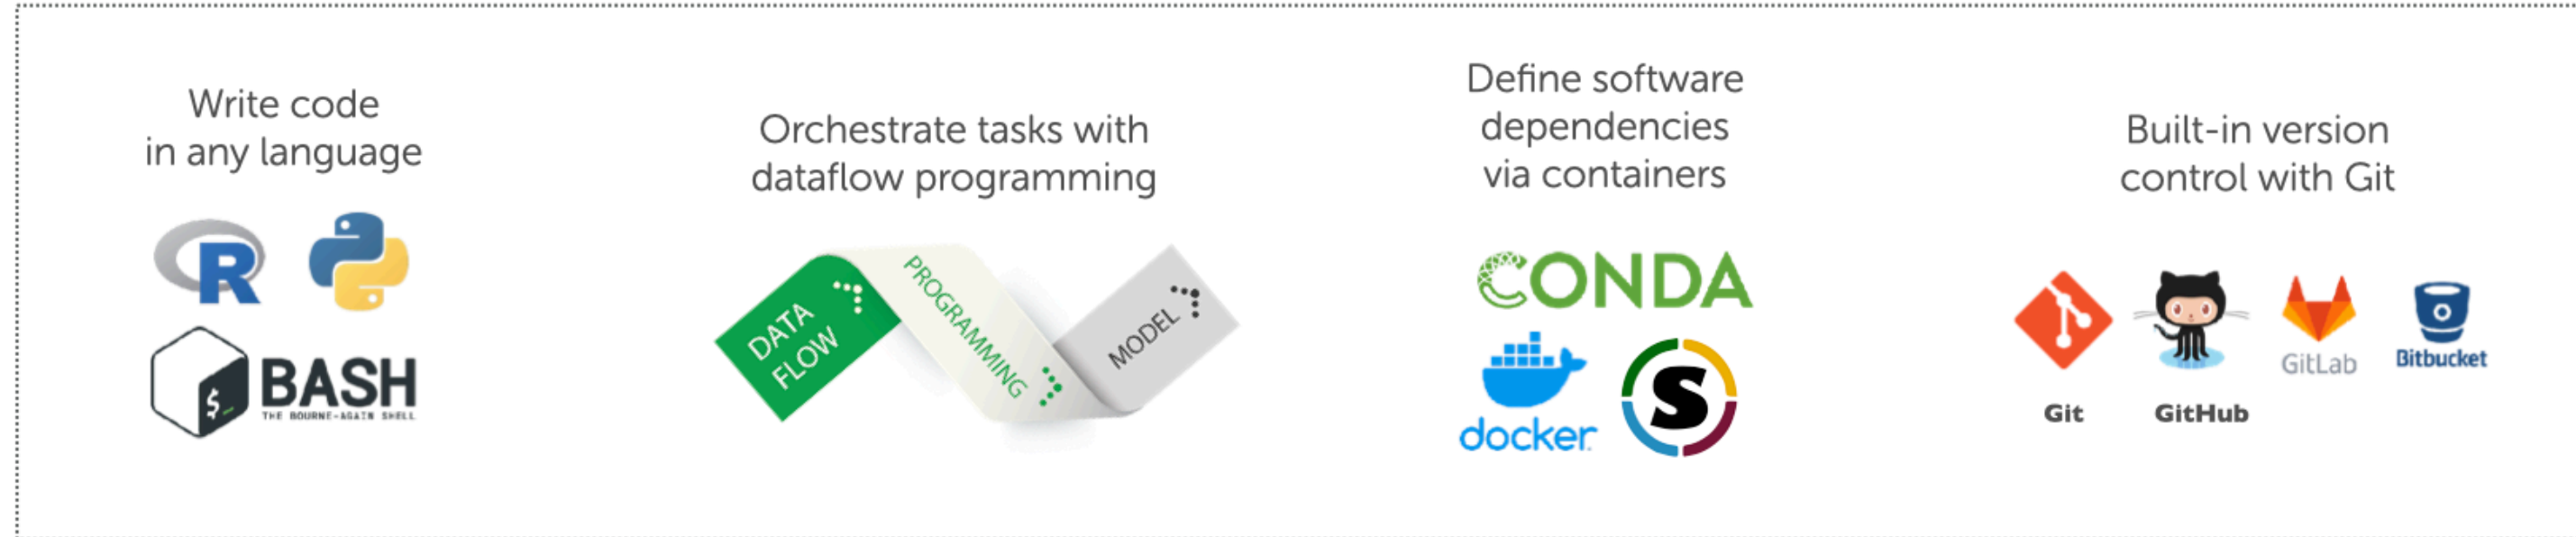 Write code
in any language
R
$_
BASH
THE BOURNE-AGAIN SHELL
Orchestrate tasks with
dataflow programming
DATA
FLOW
PROGRAMMING
MODEL
Define software
dependencies
via containers
CONDA
docker
S
Built-in version
control with Git
Git
GitHub
GitLab
Bitbucket